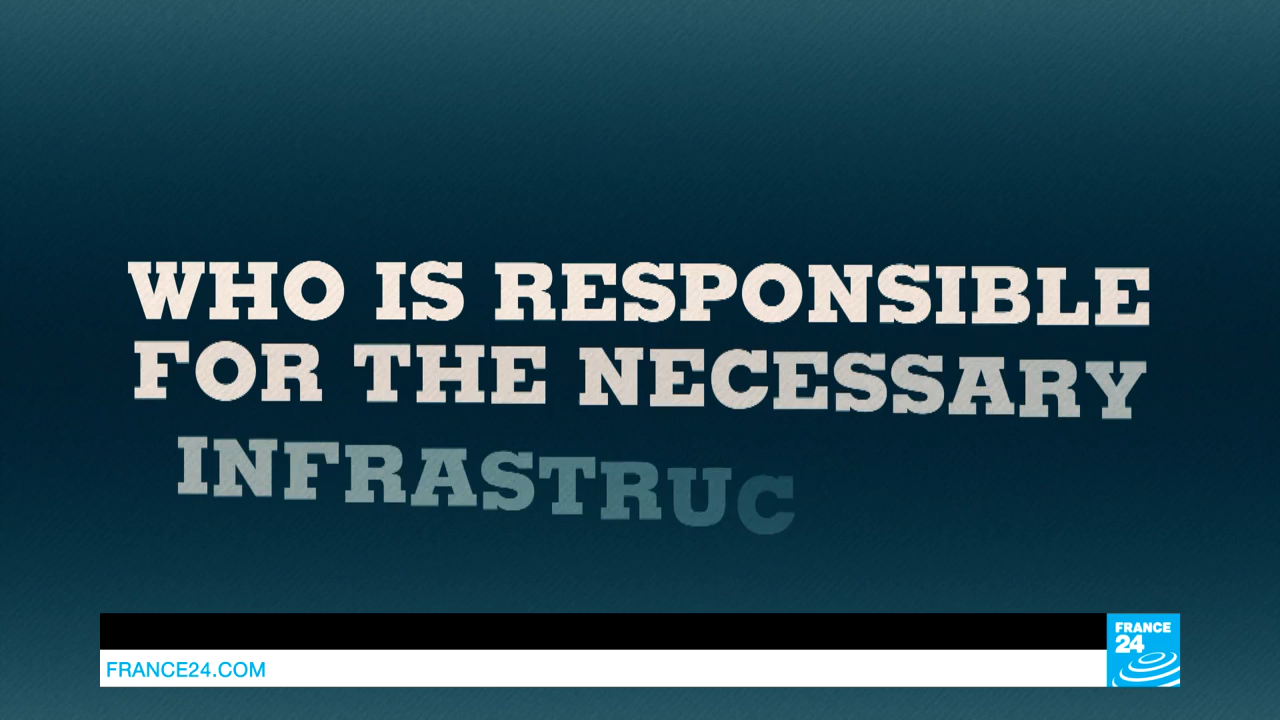 WHO IS RESPONSIBLE
FOR THE NECESSARY
INFRASTRUC
FRANCE
24
FRANCE24.COM